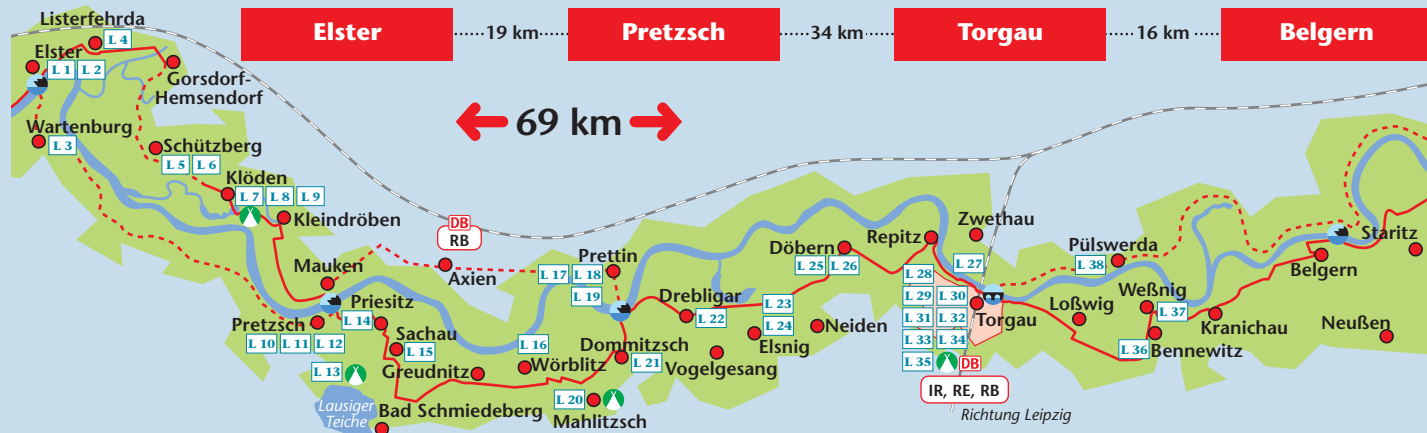 Elster 19 km Pretzsch 34 km Torgau 16 km Belgern
69 km
Listerfehrda
L 4
Elster
L 1 L 2
Gorsdorf-
Hemsendorf
Wartenburg
L 3
Schützberg
L 5 L 6
Klöden
L 7 L 8 L 9
Kleindröben
DB
RB
Axien
Mauken
Priesitz
L 14
Pretzsch
L 10 L 11 L 12
Sachau
L 15
L 13
Greudnitz
Lausiger
Teiche
Bad Schmiedeberg
L 16
Wörblitz
L 17 L 18
L 19
Prettin
Dommitzsch
L 21
L 20
Mahlitzsch
Drebligar
L 22
Vogelgesang
L 23
L 24
Elsnig
Neiden
Döbern
L 25 L 26
Repitz
Zwethau
L 27
L 28
L 29 L 30
L 31 L 32
L 33 L 34
L 35
Torgau
DB
IR, RE, RB
Richtung Leipzig
Loßwig
Pülswerda
L 38
Weßnig
L 37
L 36
Bennewitz
Kranichau
Belgern
Staritz
Neußen